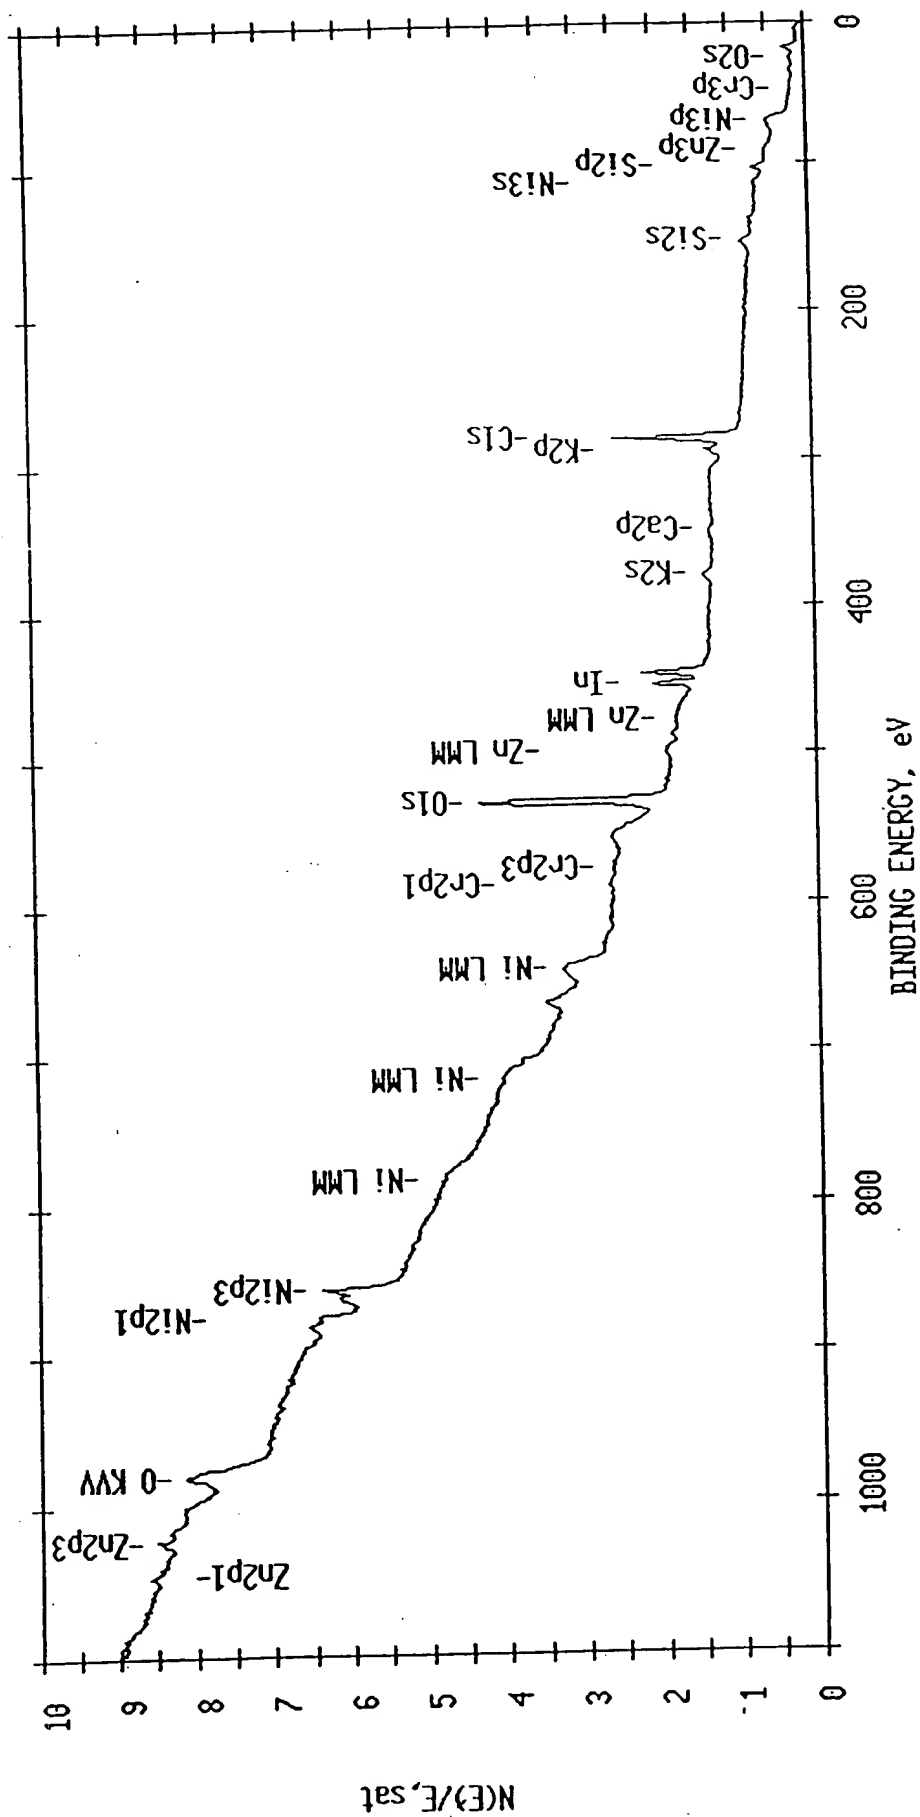 N(E)/E,sat
10
9
8
7
6
5
4
3
2
1
0
Zn2p1-
-Zn2p3
-O KVV
-Ni2p1
-Ni2p3
-Ni LMM
-Ni LMM
-Ni LMM
-Cr2p1
-Cr2p3
-O1s
-Zn LMM
-Zn LMM
-In
-K2s
-Ca2p
-K2p
-C1s
-Si2s
-Ni3s
-Si2p
-Zn3p
-Ni3p
-Cr3p
-O2s
1000
800
600
400
200
0
BINDING ENERGY, eV